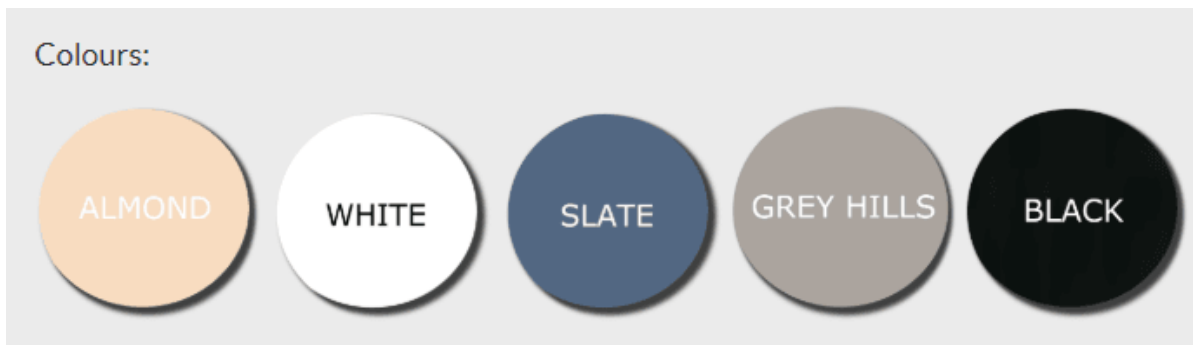 Colours:
ALMOND
WHITE
SLATE
GREY HILLS
BLACK